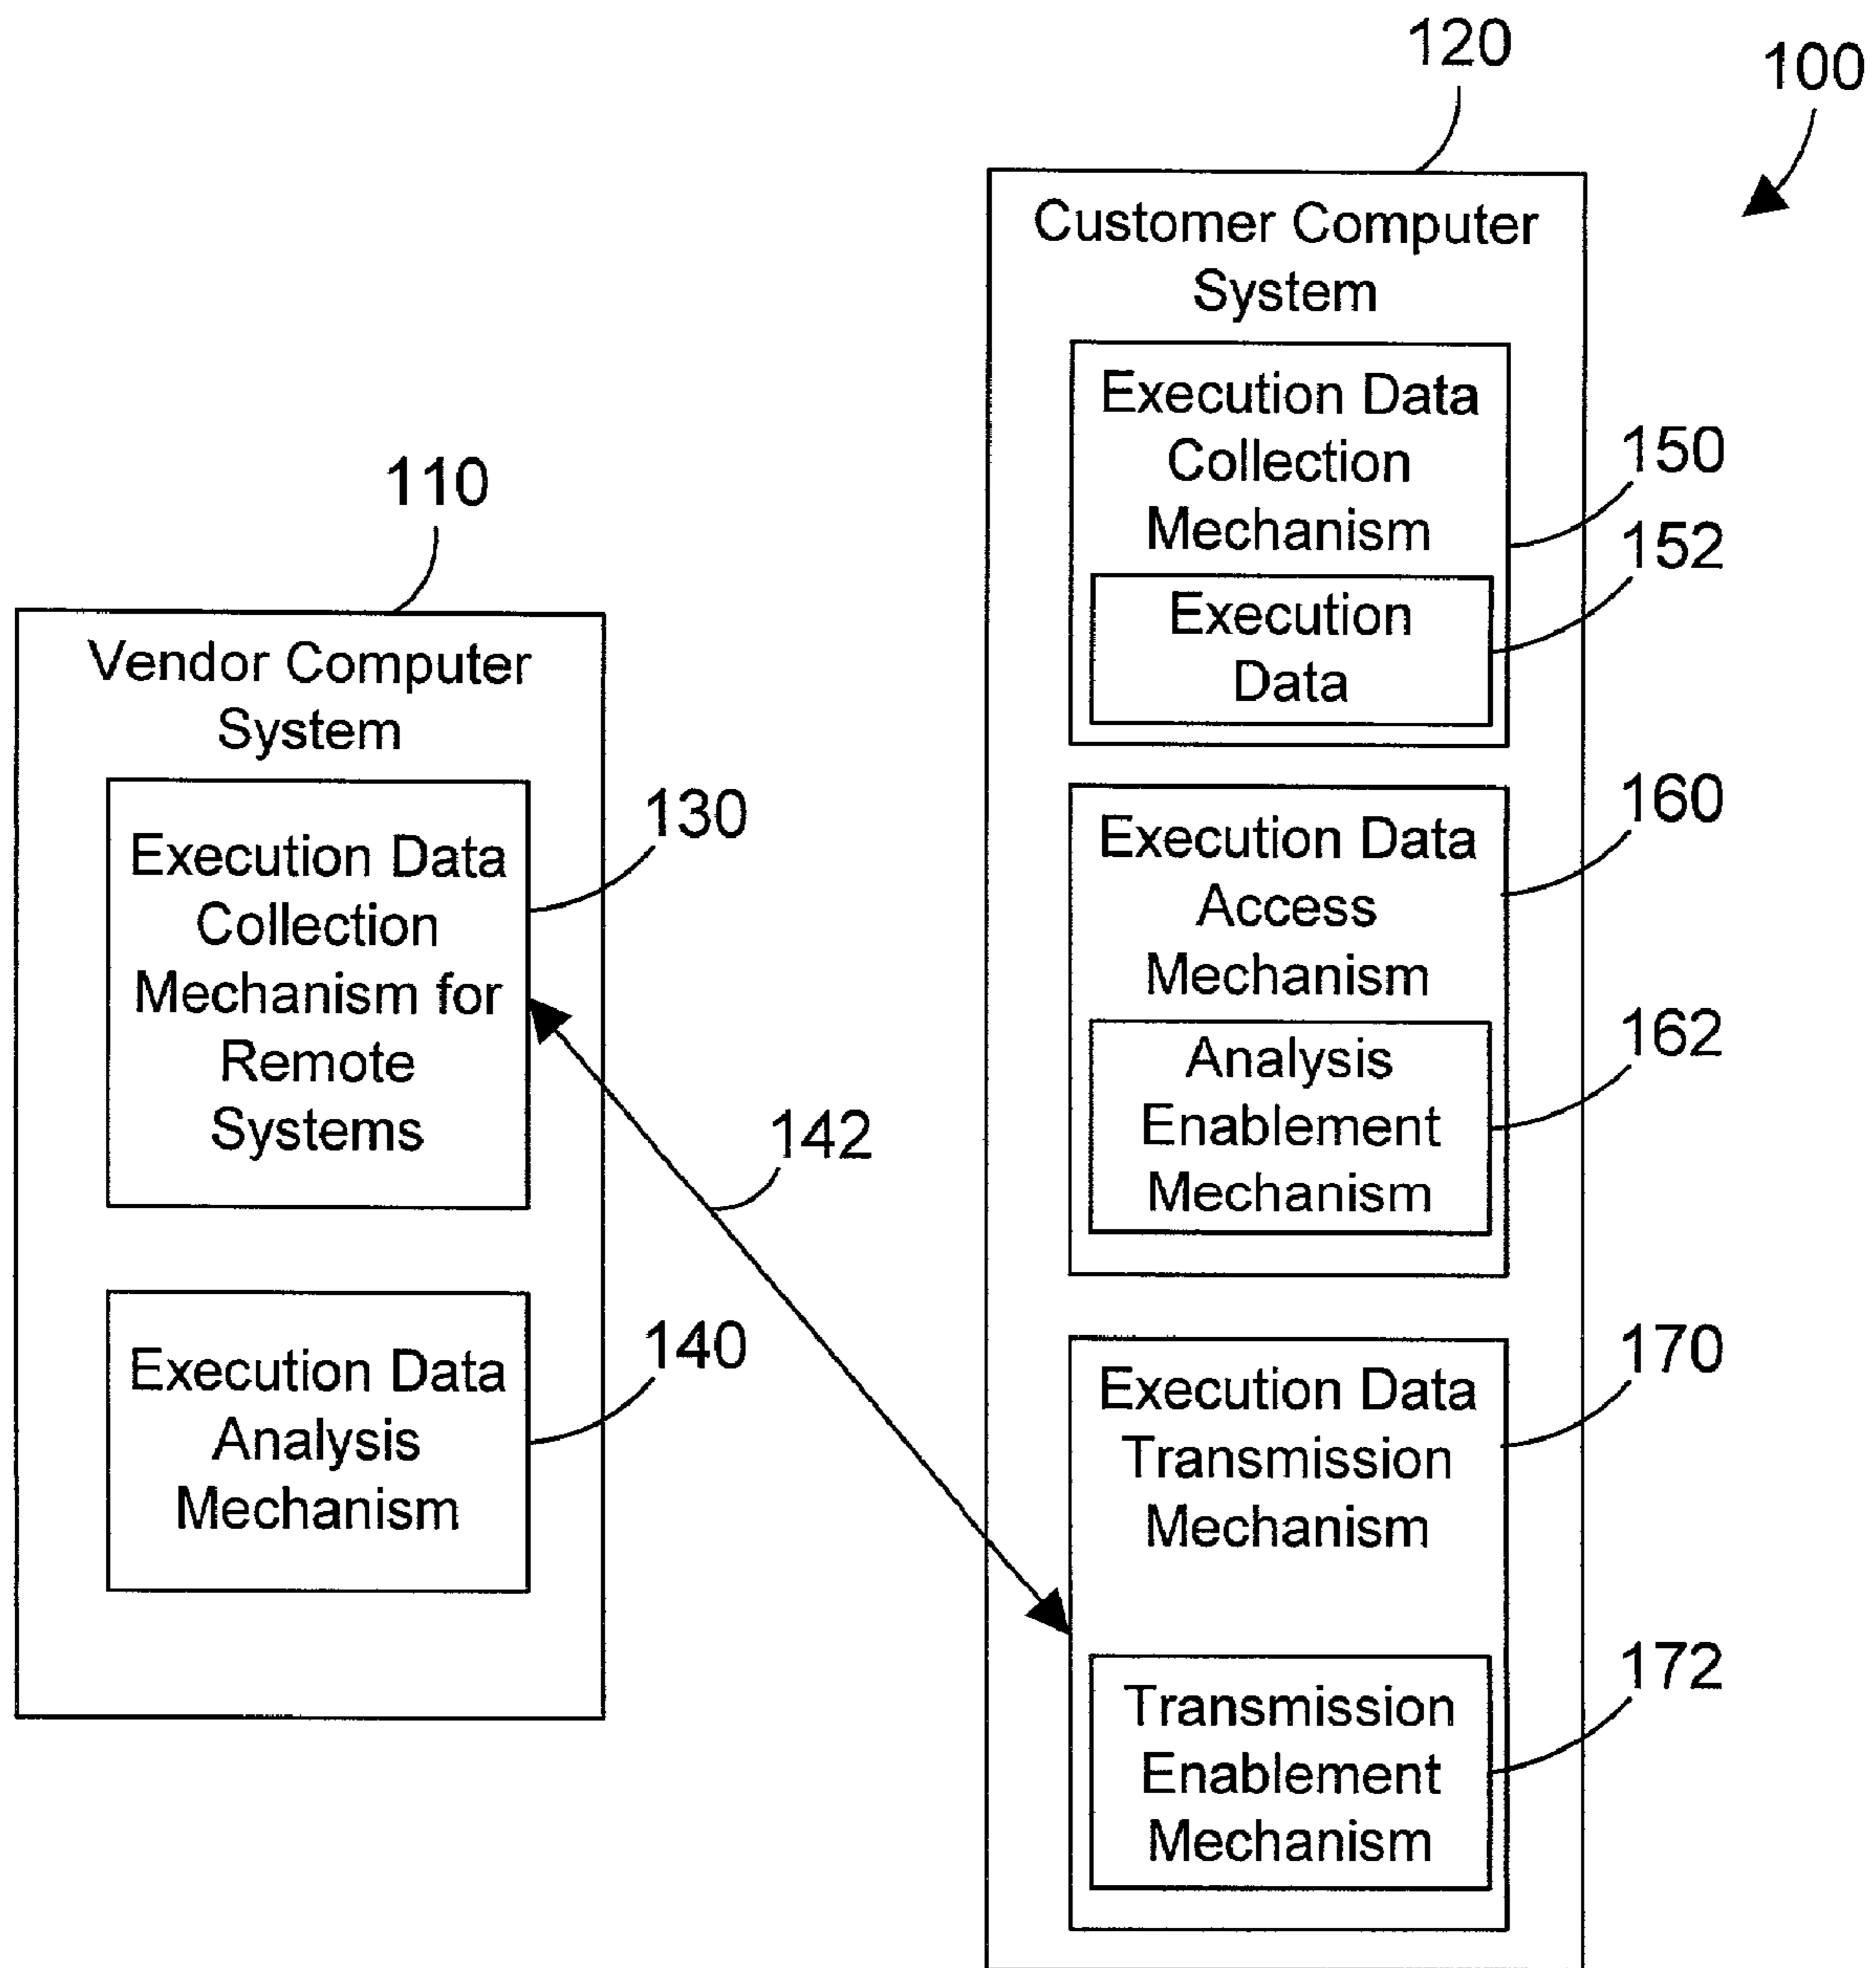 120
100
Customer Computer
System
Execution Data
Collection
Mechanism
150
152
Execution
Data
110
Vendor Computer
System
130
Execution Data
Collection
Mechanism for
Remote
Systems
160
Execution Data
Access
Mechanism
162
Analysis
Enablement
Mechanism
142
140
Execution Data
Analysis
Mechanism
170
Execution Data
Transmission
Mechanism
172
Transmission
Enablement
Mechanism